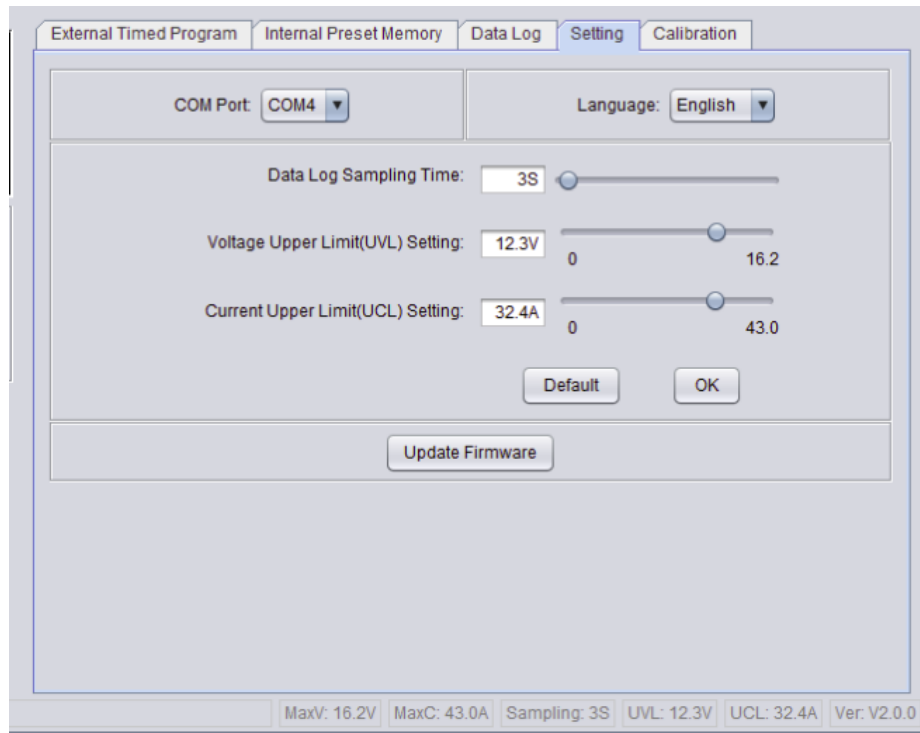 External Timed Program Internal Preset Memory Data Log Setting Calibration
COM Port: COM4 Language: English
Data Log Sampling Time: 3S
Voltage Upper Limit(UVL) Setting: 12.3V
0 16.2
Current Upper Limit(UCL) Setting: 32.4A
0 43.0
Default OK
Update Firmware
MaxV: 16.2V MaxC: 43.0A Sampling: 3S UVL: 12.3V UCL: 32.4A Ver: V2.0.0